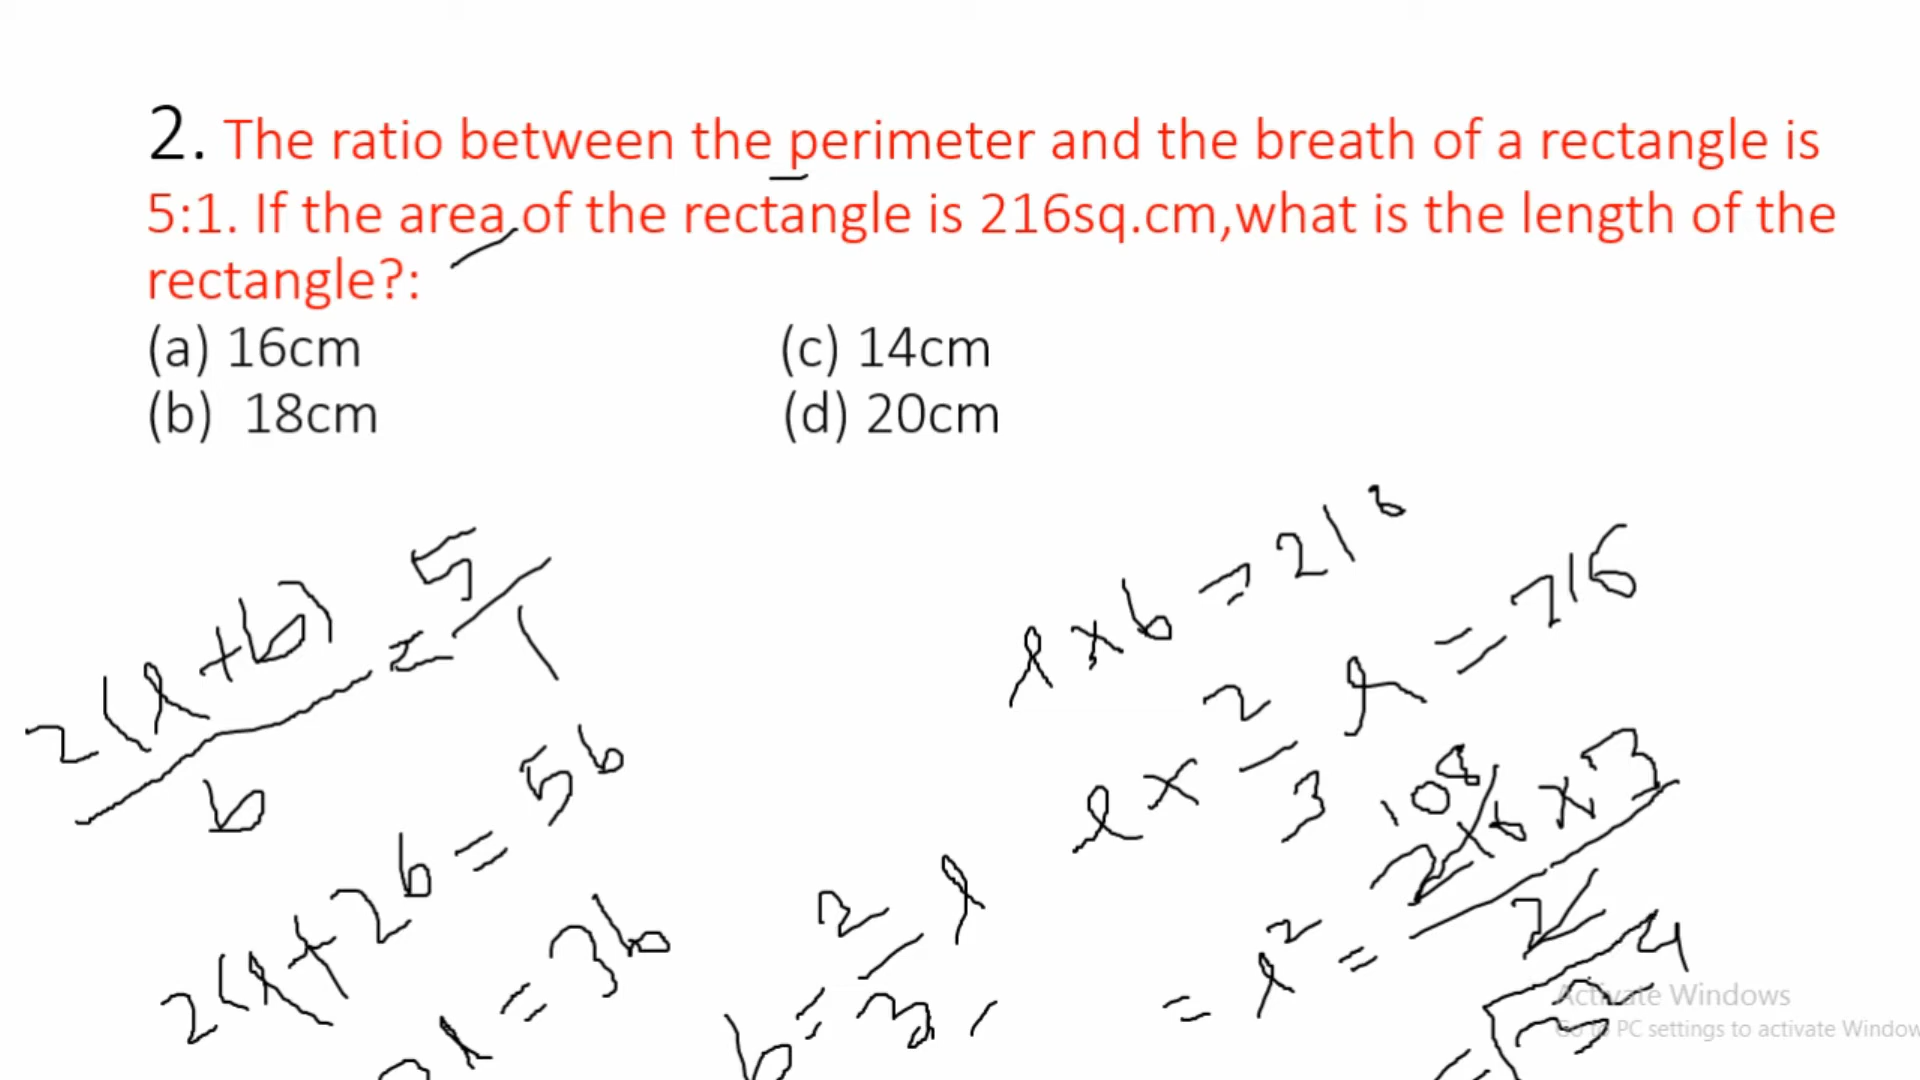 2. The ratio between the perimeter and the breath of a rectangle is
5:1. If the area of the rectangle is 216sq.cm,what is the length of the
rectangle?:
(a) 16cm
(c) 14cm
(b) 18cm
(d) 20cm
2(l+b)/b = 5/1
2l+2b=5b
2l=3b
b=2/3 l
l×b=216
l×2/3 l=216
108
=l²=216×3/2
Activate Windows
Go to PC settings to activate Window